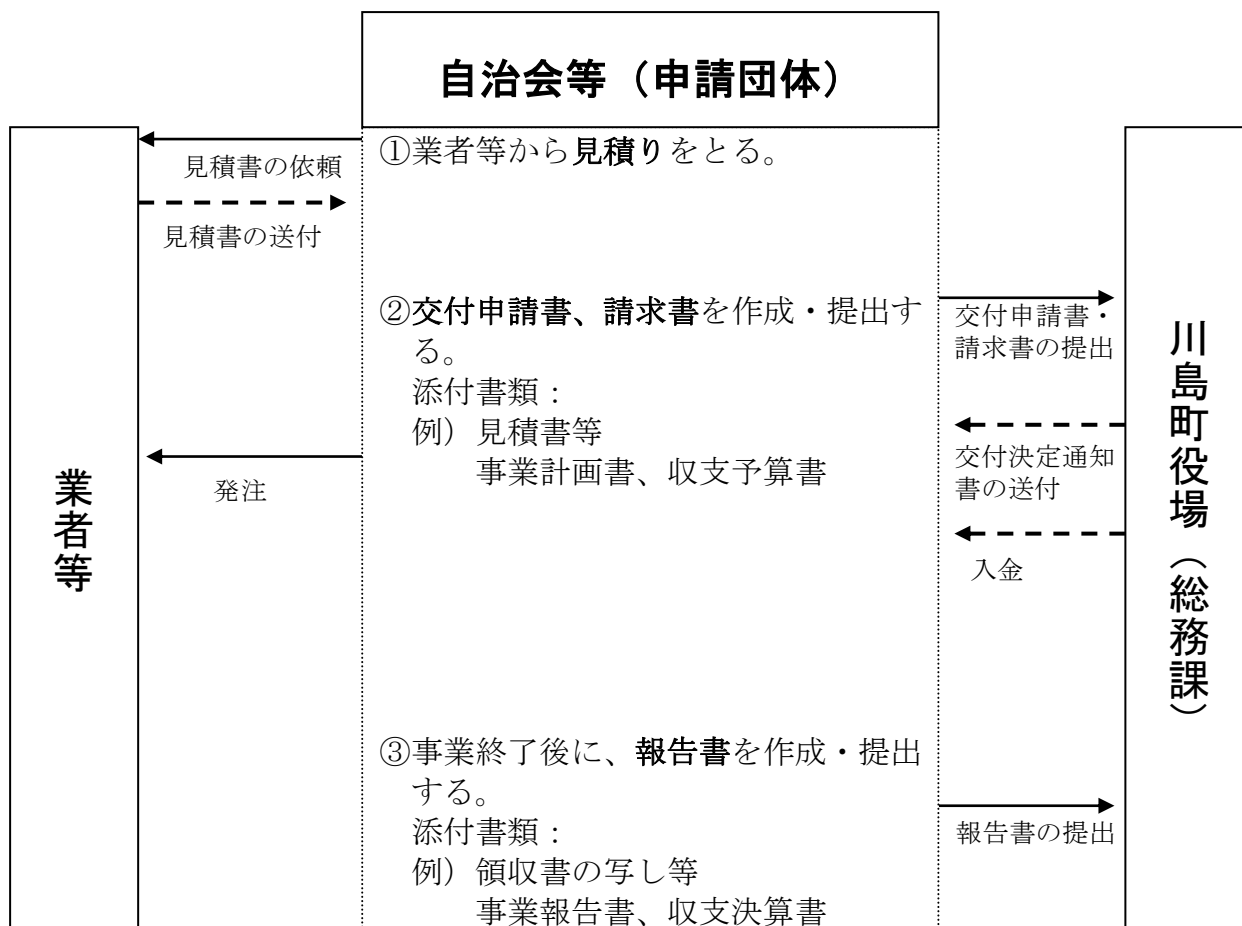 自治会等（申請団体）
業者等
川島町役場（総務課）
①業者等から見積りをとる。
見積書の依頼
見積書の送付
②交付申請書、請求書を作成・提出す
る。
添付書類：
例）見積書等
事業計画書、収支予算書
交付申請書・
請求書の提出
交付決定通知
書の送付
発注
入金
③事業終了後に、報告書を作成・提出
する。
添付書類：
例）領収書の写し等
事業報告書、収支決算書
報告書の提出